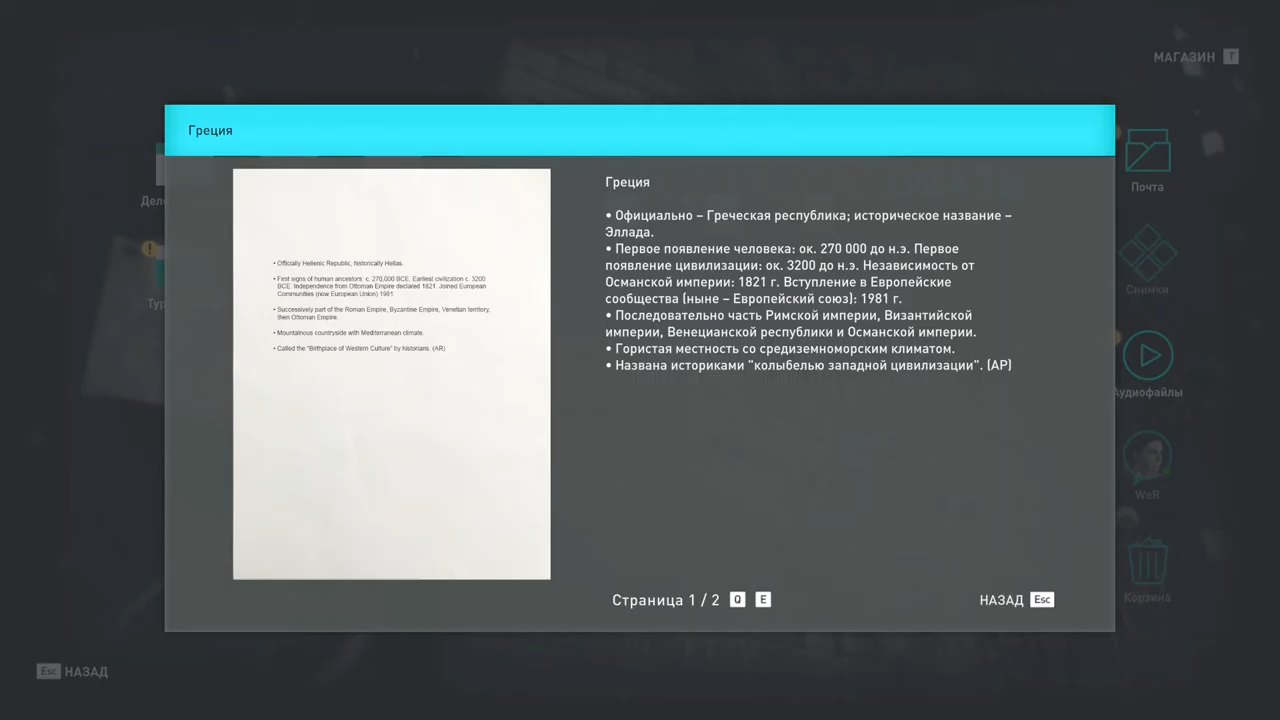 МАГАЗИН T
Греция
Дел
Тур
• Officially Hellenic Republic, historically Hellas.
• First signs of human ancestors: c. 270,000 BCE. Earliest civilization c. 3200
BCE. Independence from Ottoman Empire declared 1821. Joined European
Communities (now European Union) 1981.
• Successively part of the Roman Empire, Byzantine Empire, Venetian territory,
then Ottoman Empire.
• Mountainous countryside with Mediterranean climate.
• Called the "Birthplace of Western Culture" by historians. (AR)
Греция
• Официально – Греческая республика; историческое название –
Эллада.
• Первое появление человека: ок. 270 000 до н.э. Первое
появление цивилизации: ок. 3200 до н.э. Независимость от
Османской империи: 1821 г. Вступление в Европейские
сообщества (ныне – Европейский союз): 1981 г.
• Последовательно часть Римской империи, Византийской
империи, Венецианской республики и Османской империи.
• Гористая местность со средиземноморским климатом.
• Названа историками "колыбелью западной цивилизации". (АР)
Страница 1 / 2 Q E
НАЗАД Esc
Почта
Снимки
Аудиофайлы
WeR
Корзина
Esc НАЗАД